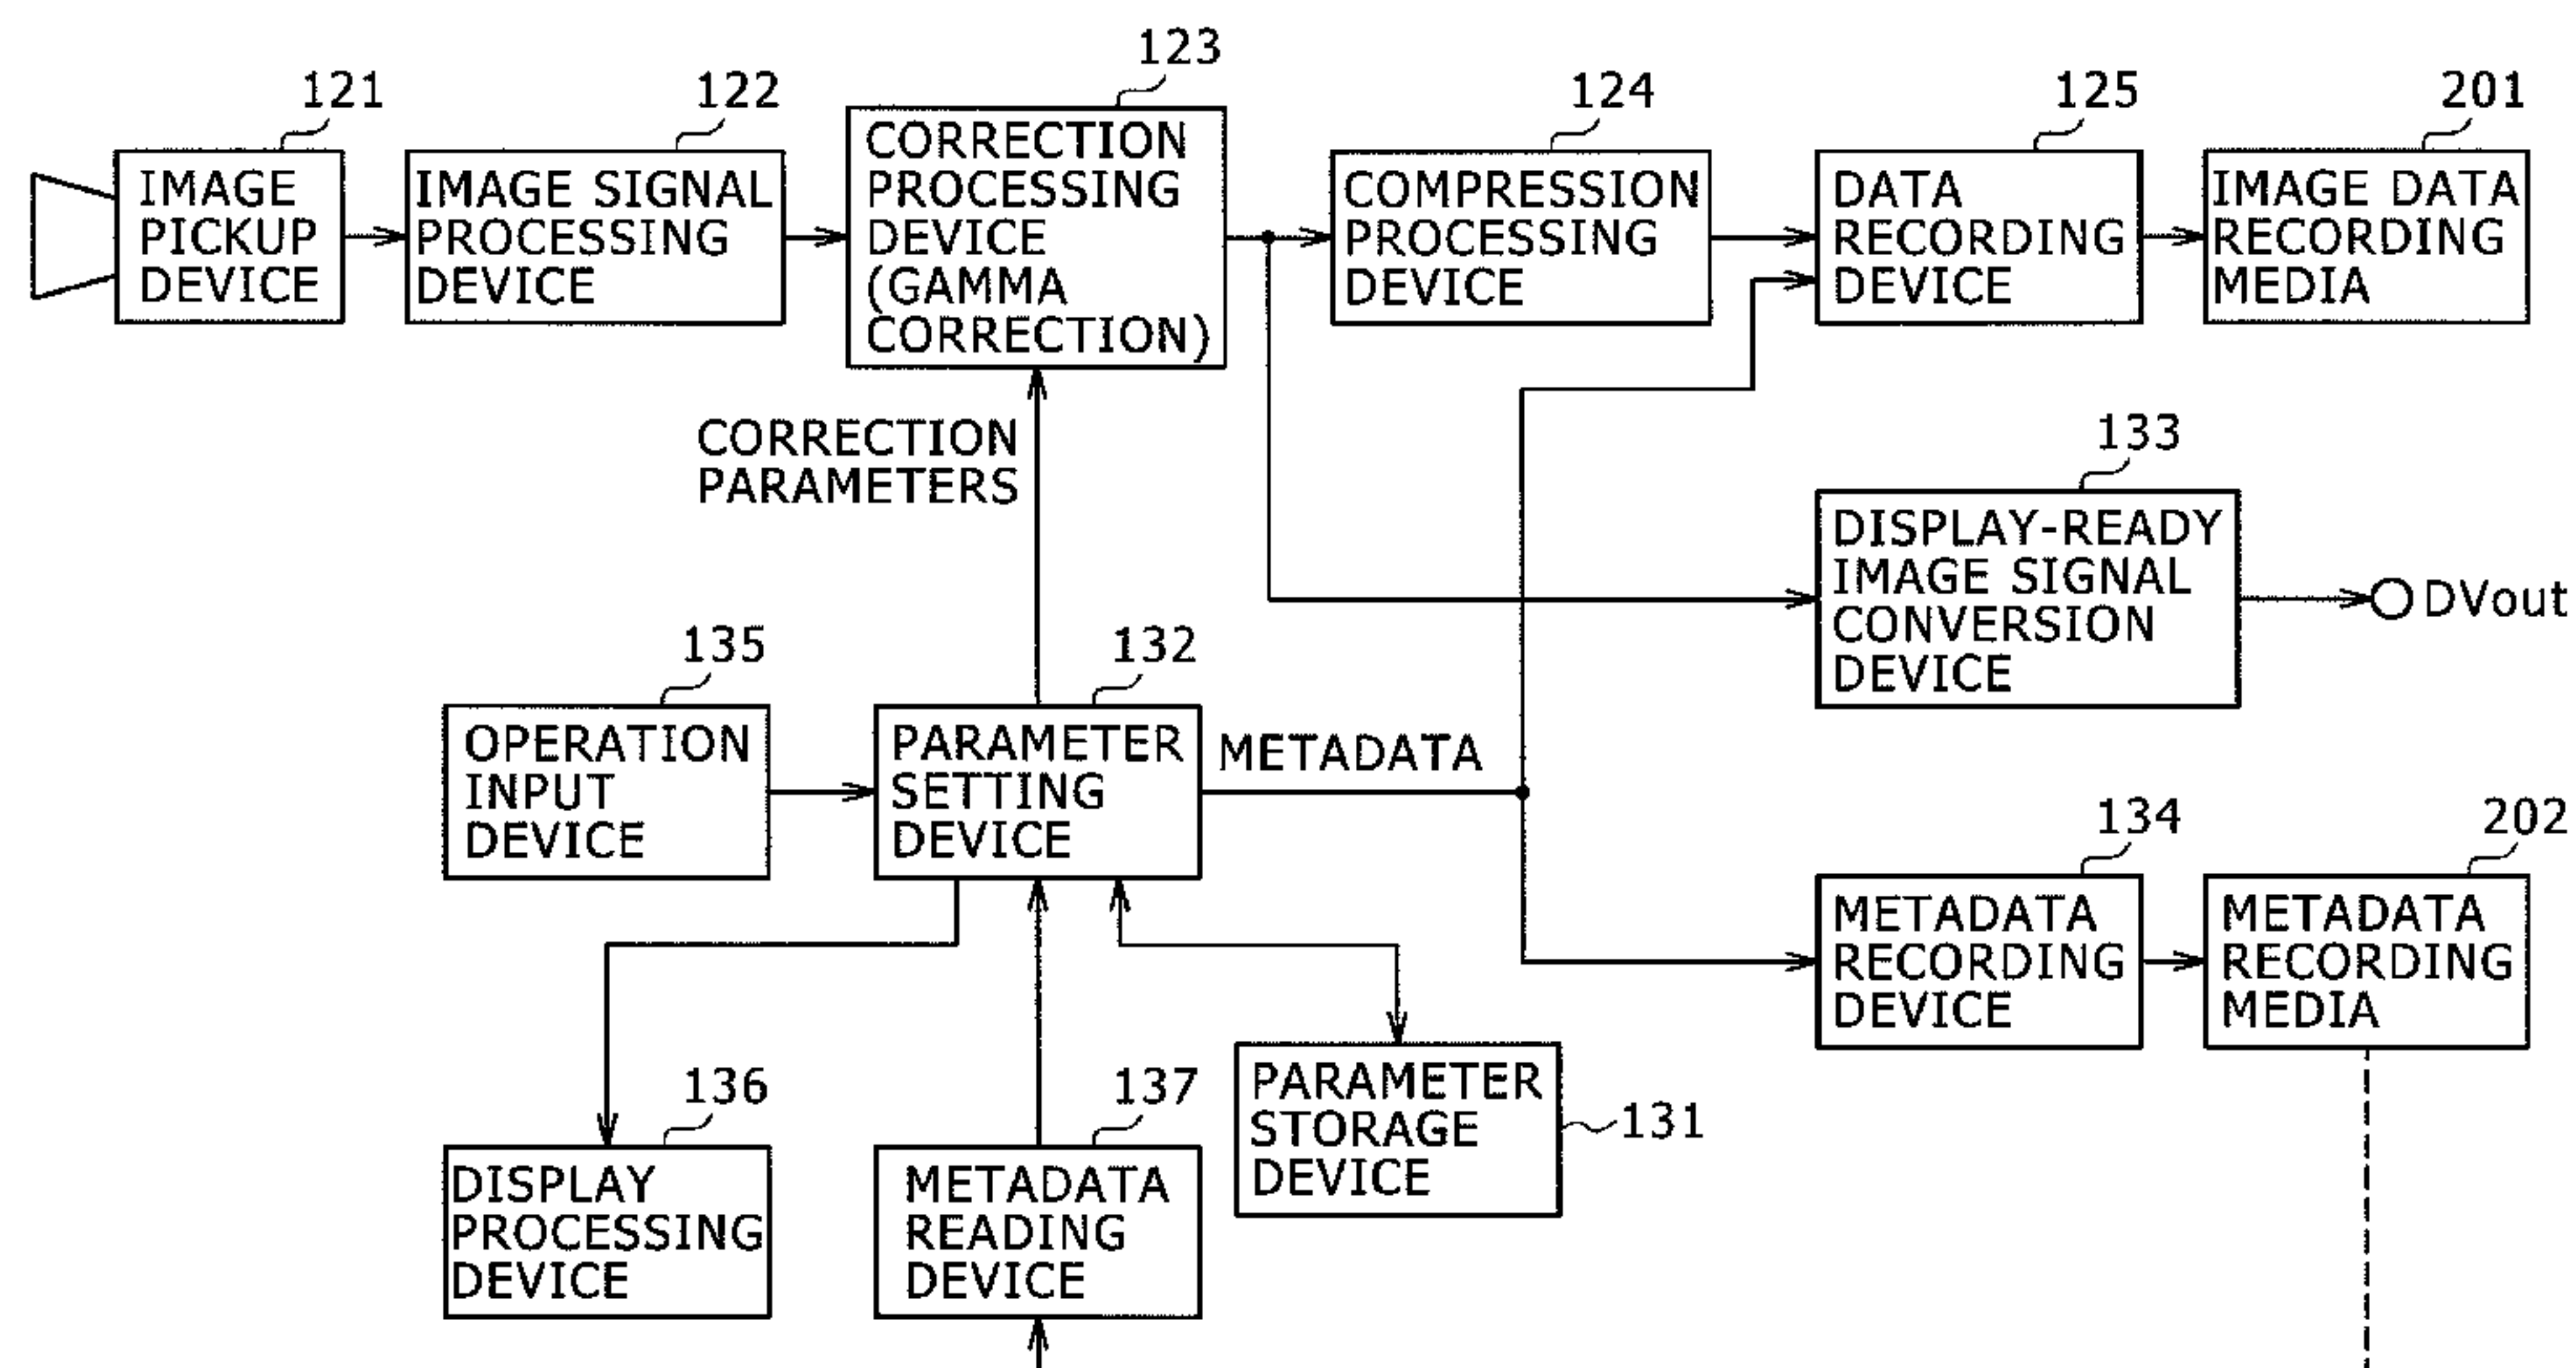 121
IMAGE
PICKUP
DEVICE
122
IMAGE SIGNAL
PROCESSING
DEVICE
123
CORRECTION
PROCESSING
DEVICE
(GAMMA
CORRECTION)
124
COMPRESSION
PROCESSING
DEVICE
125
DATA
RECORDING
DEVICE
201
IMAGE DATA
RECORDING
MEDIA
CORRECTION
PARAMETERS
133
DISPLAY-READY
IMAGE SIGNAL
CONVERSION
DEVICE
DVout
135
OPERATION
INPUT
DEVICE
132
PARAMETER
SETTING
DEVICE
METADATA
134
METADATA
RECORDING
DEVICE
202
METADATA
RECORDING
MEDIA
136
DISPLAY
PROCESSING
DEVICE
137
METADATA
READING
DEVICE
PARAMETER
STORAGE
DEVICE
131